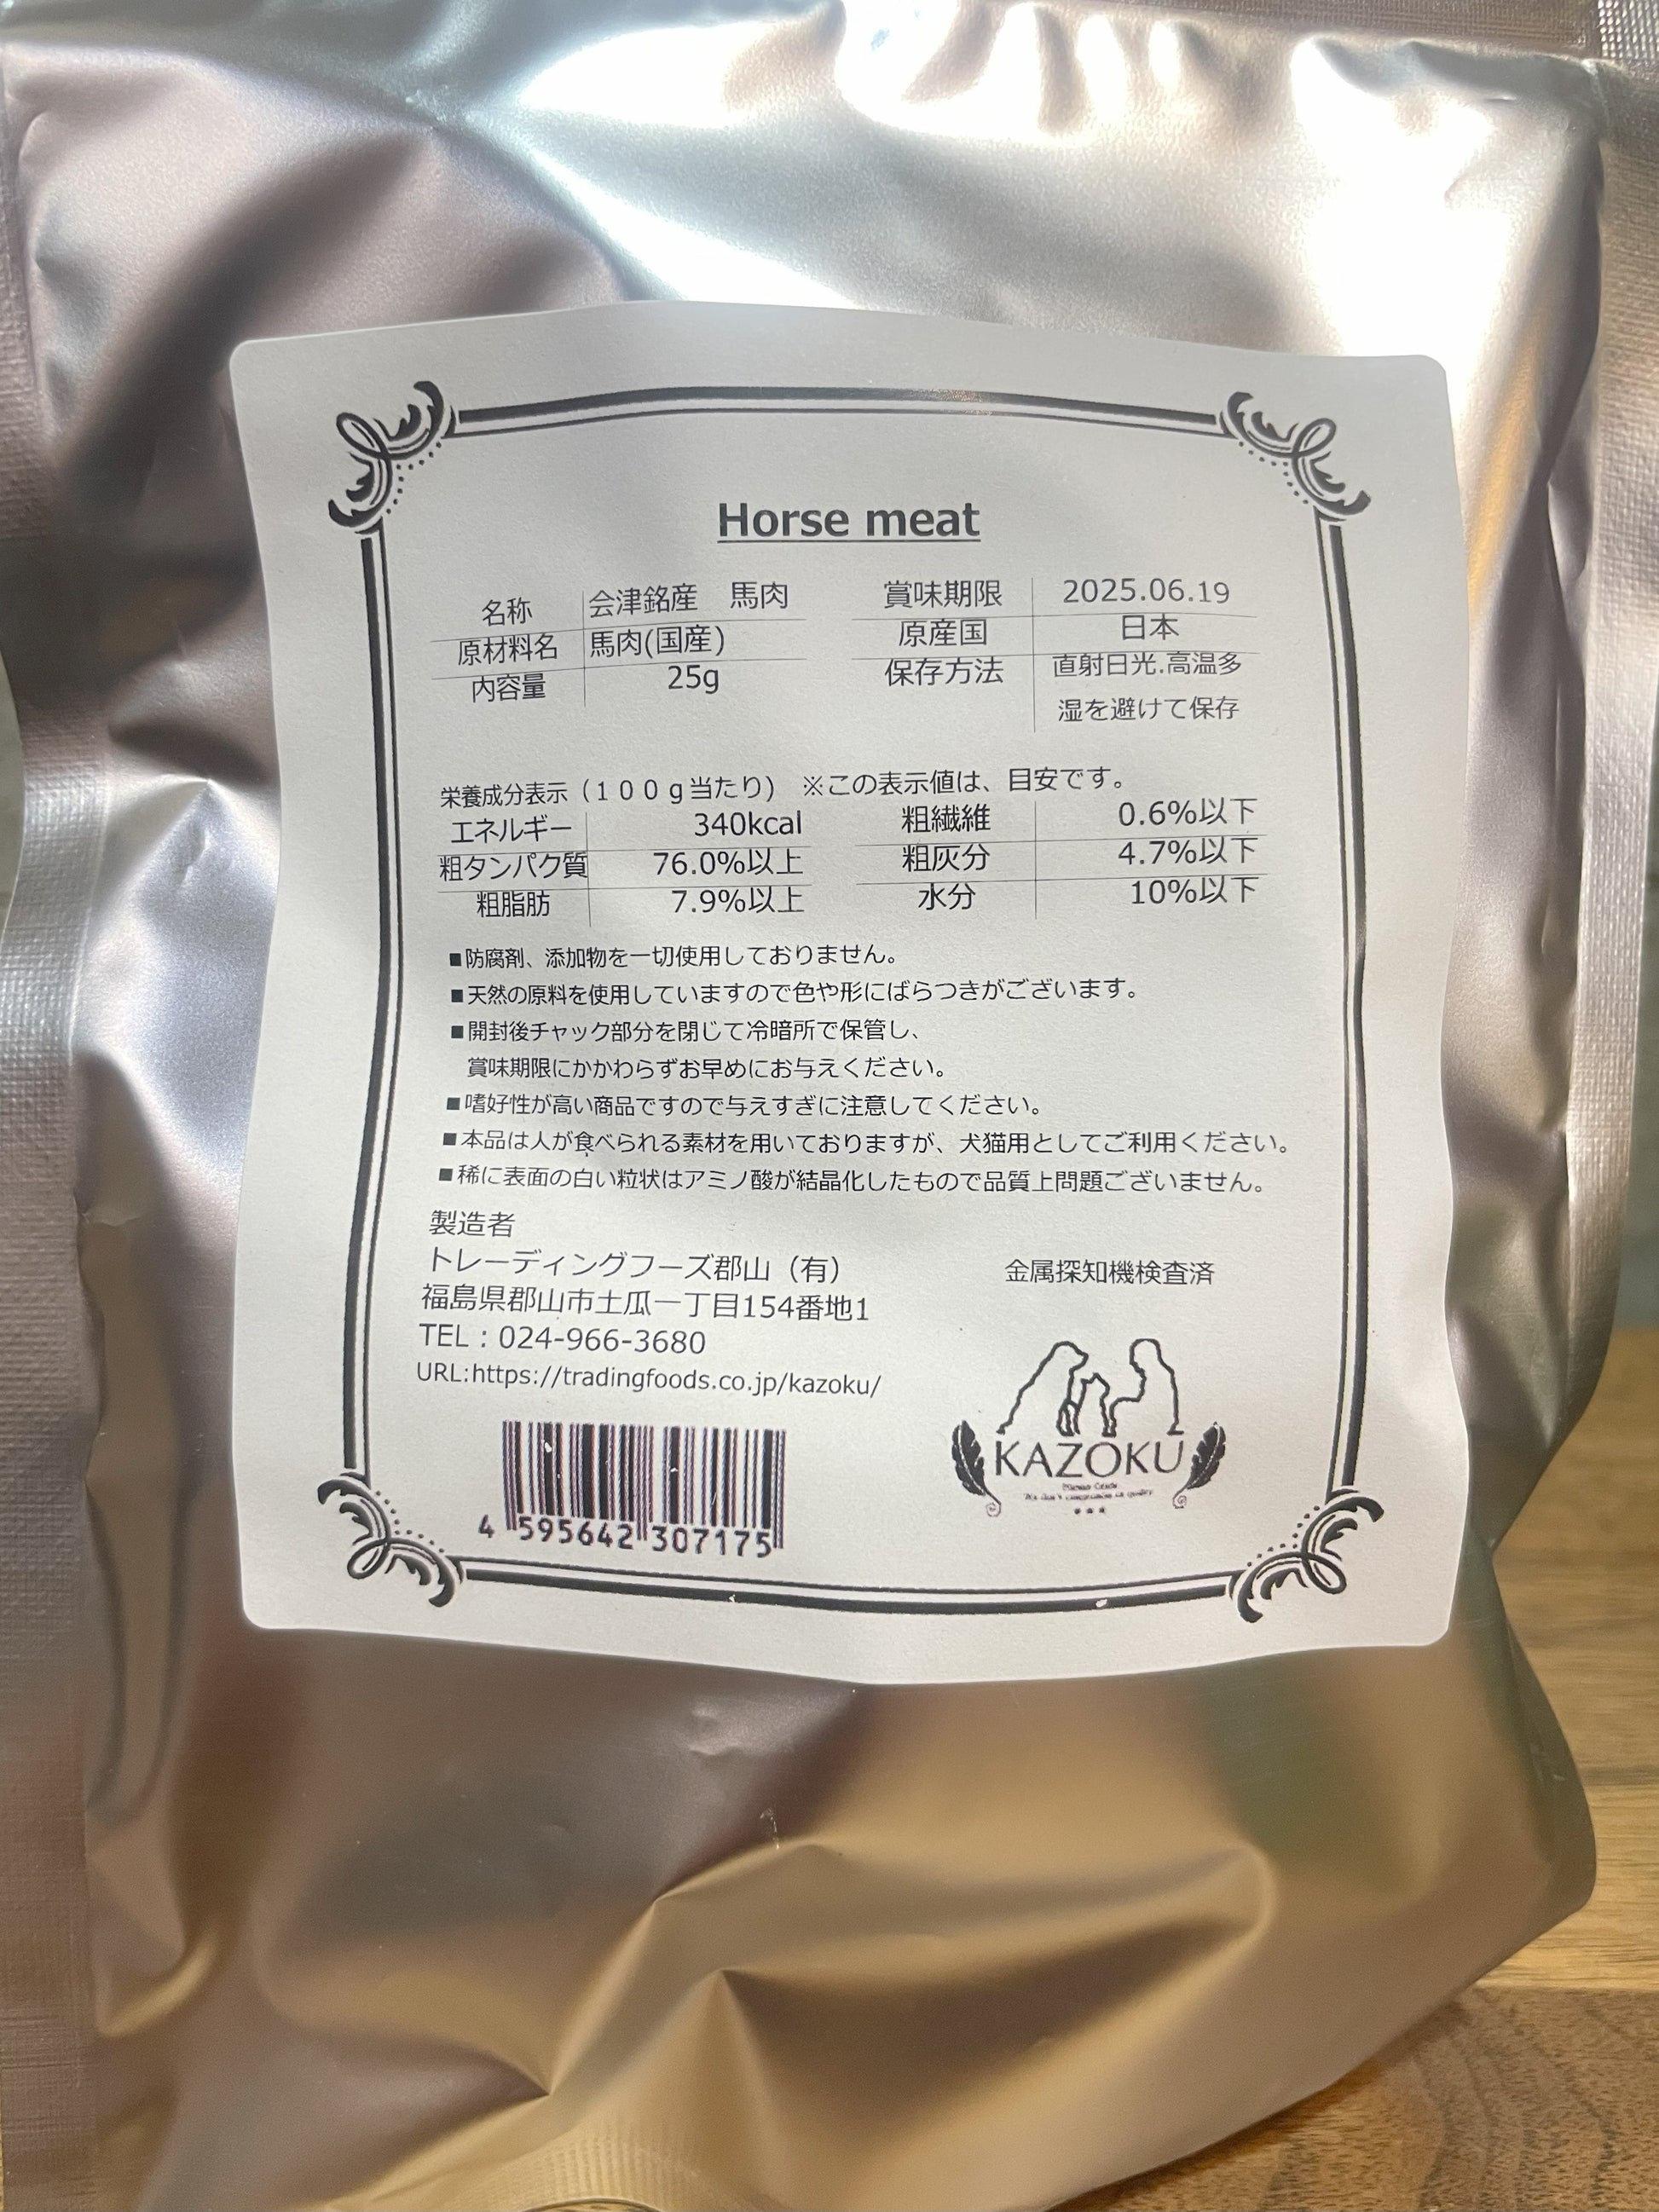 Horse meat
名称 会津銘産 馬肉 賞味期限 2025.06.19
原材料名 馬肉(国産) 原産国 日本
内容量 25g 保存方法 直射日光.高温多
湿を避けて保存
栄養成分表示(100g当たり) ※この表示値は、目安です。
エネルギー 340kcal 粗繊維 0.6%以下
粗タンパク質 76.0%以上 粗灰分 4.7%以下
粗脂肪 7.9%以上 水分 10%以下
■防腐剤、添加物を一切使用しておりません。
■天然の原料を使用していますので色や形にばらつきがございます。
■開封後チャック部分を閉じて冷暗所で保管し、
賞味期限にかかわらずお早めにお与えください。
■嗜好性が高い商品ですので与えすぎに注意してください。
■本品は人が食べられる素材を用いておりますが、犬猫用としてご利用ください。
■稀に表面の白い粒状はアミノ酸が結晶化したもので品質上問題ございません。
製造者
トレーディングフーズ郡山(有)
福島県郡山市土瓜一丁目154番地1
TEL:024-966-3680
URL:https://tradingfoods.co.jp/kazoku/
金属探知機検査済
KAZOKU
4 595642 307175